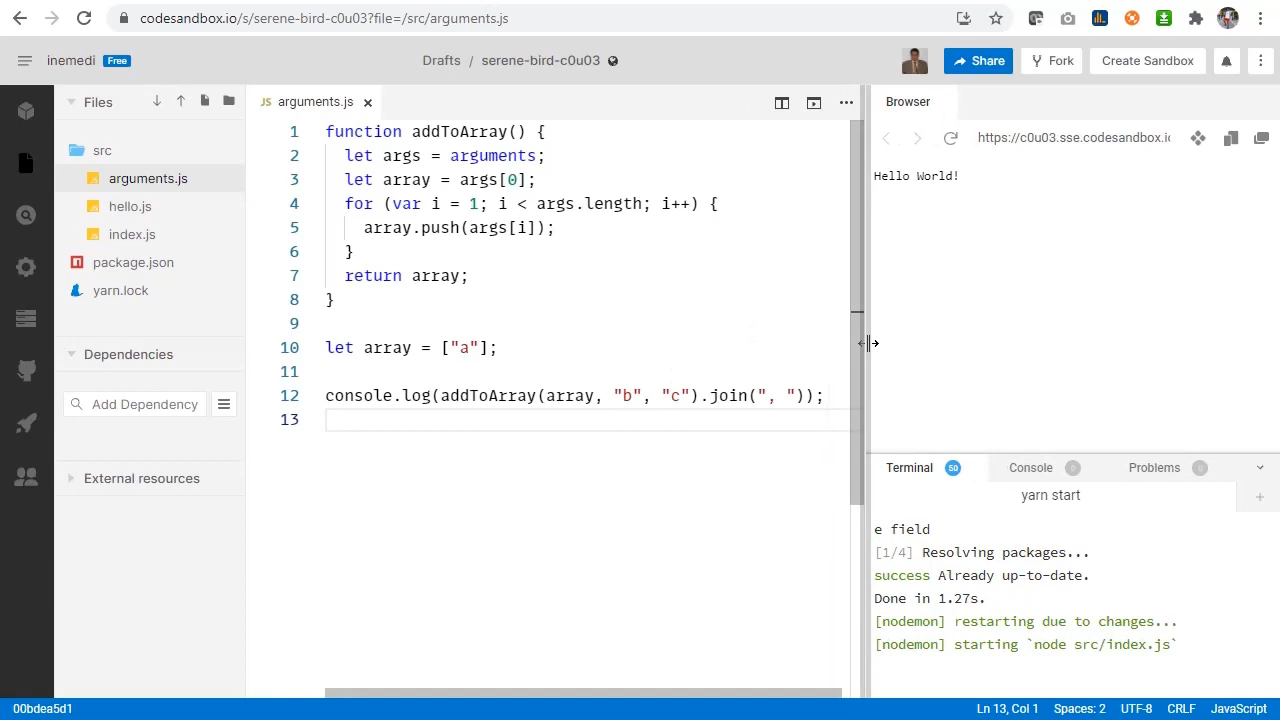 codesandbox.io/s/serene-bird-c0u03?file=/src/arguments.js
inemedi Free
Drafts / serene-bird-c0u03
Share
Fork
Create Sandbox
Files
src
arguments.js
hello.js
index.js
package.json
yarn.lock
Dependencies
Add Dependency
External resources
JS arguments.js
1 function addToArray() {
2 let args = arguments;
3 let array = args[0];
4 for (var i = 1; i < args.length; i++) {
5 array.push(args[i]);
6 }
7 return array;
8 }
9
10 let array = ["a"];
11
12 console.log(addToArray(array, "b", "c").join(", "));
13
Browser
https://c0u03.sse.codesandbox.io
Hello World!
Terminal 50 Console 0 Problems 0
yarn start
e field
[1/4] Resolving packages...
success Already up-to-date.
Done in 1.27s.
[nodemon] restarting due to changes...
[nodemon] starting `node src/index.js`
00bdea5d1
Ln 13, Col 1 Spaces: 2 UTF-8 CRLF JavaScript